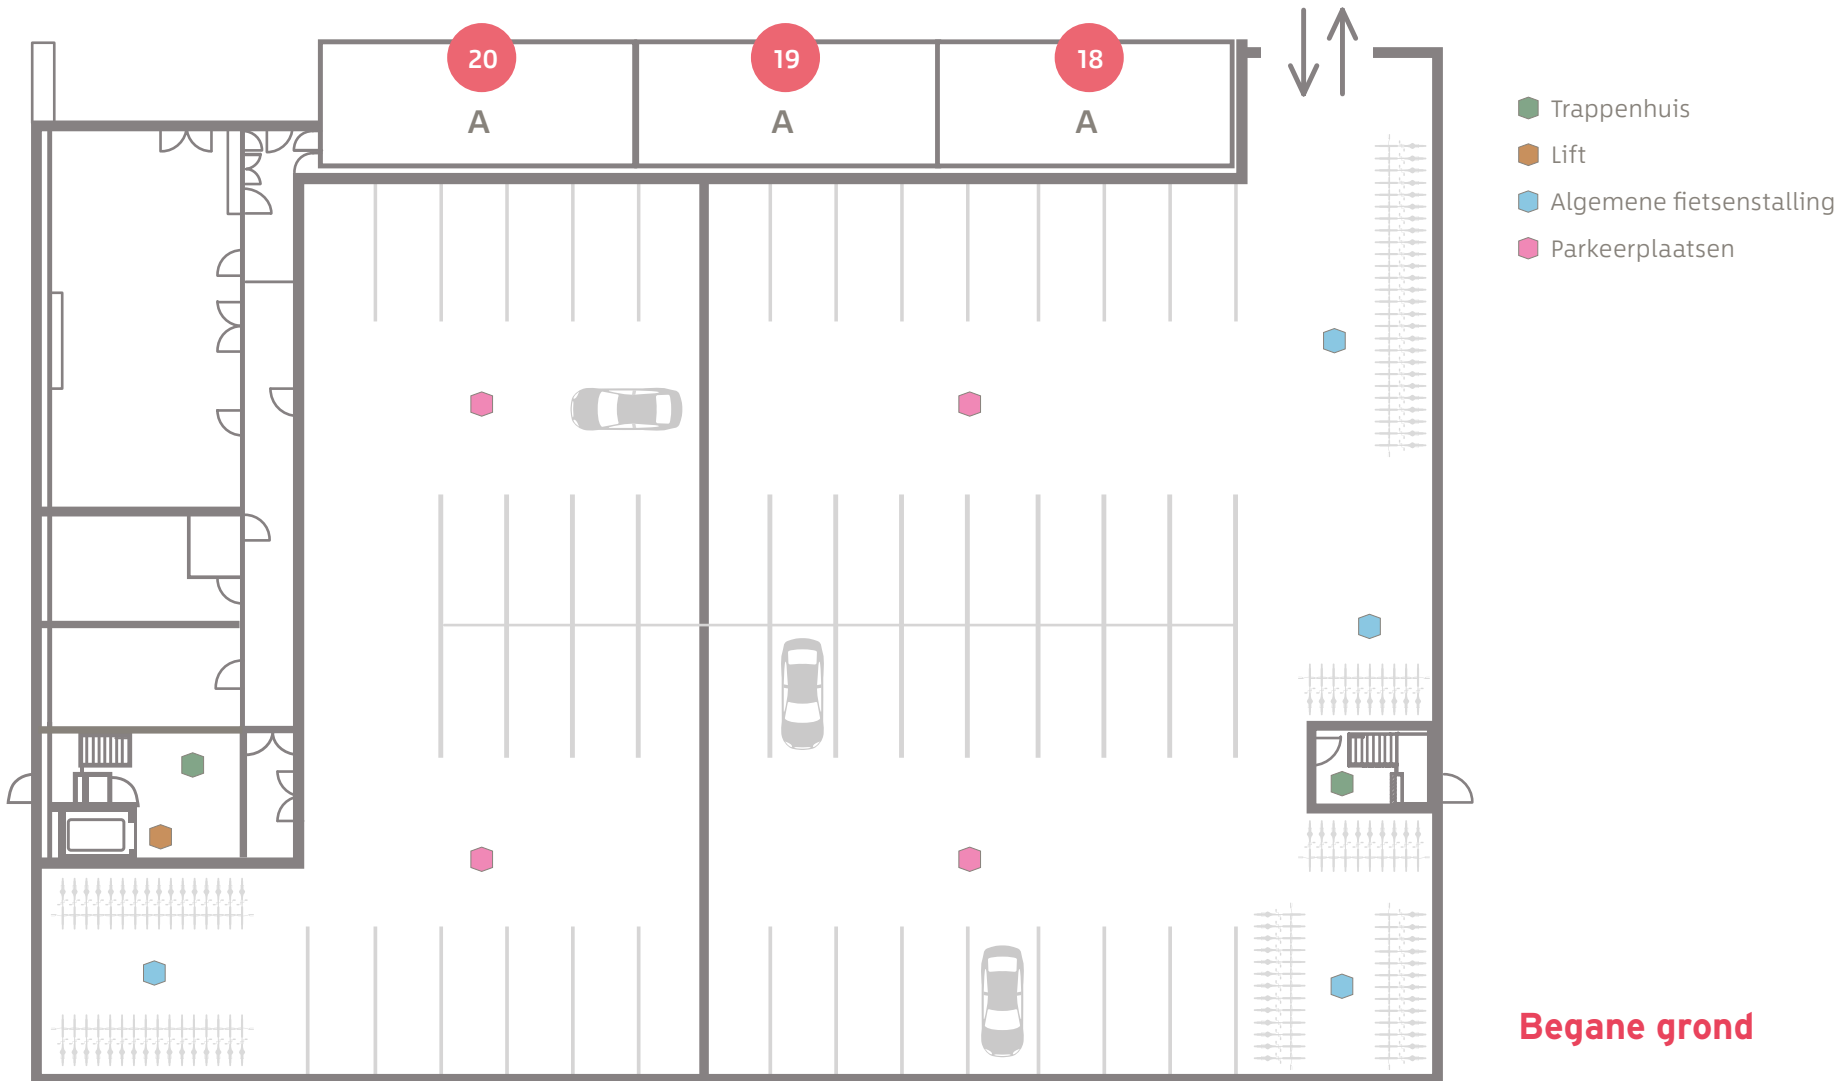 20
19
18
A
A
A
Trappenhuis
Lift
Algemene fietsenstalling
Parkeerplaatsen
Begane grond